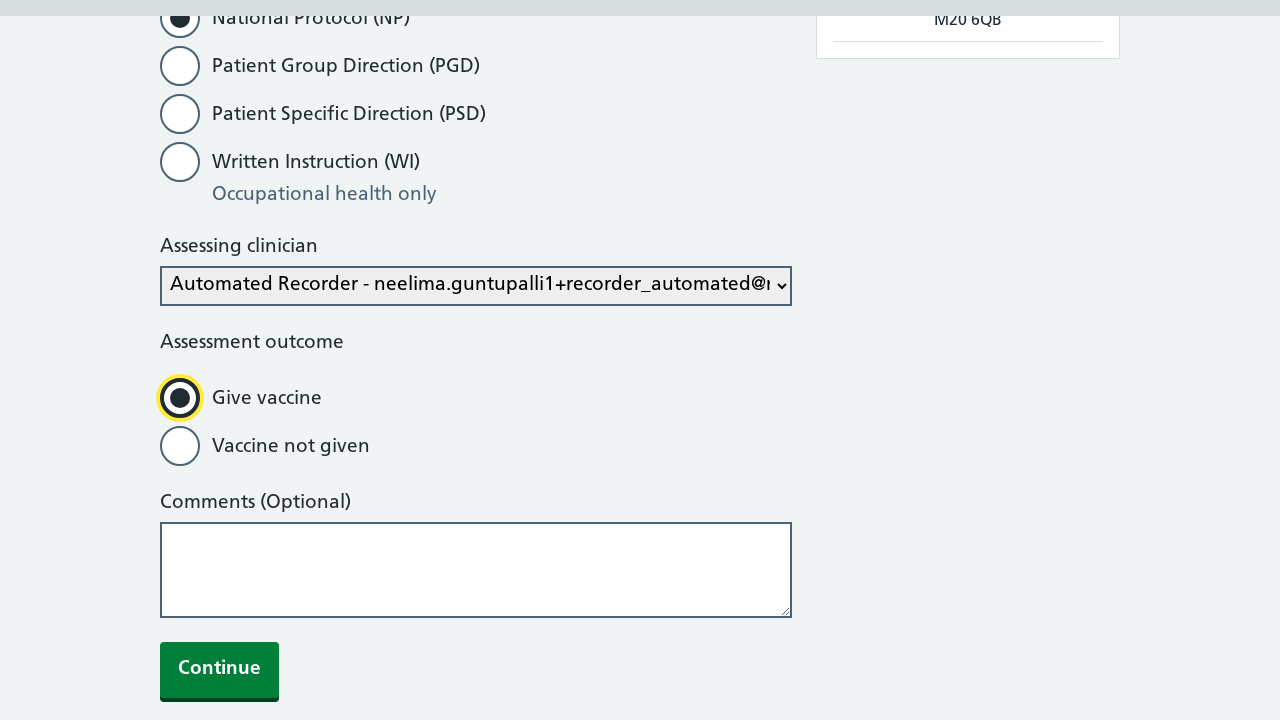 National Protocol (NP)
M20 6QB
Patient Group Direction (PGD)
Patient Specific Direction (PSD)
Written Instruction (WI)
Occupational health only
Assessing clinician
Automated Recorder - neelima.guntupalli1+recorder_automated@
Assessment outcome
Give vaccine
Vaccine not given
Comments (Optional)
Continue